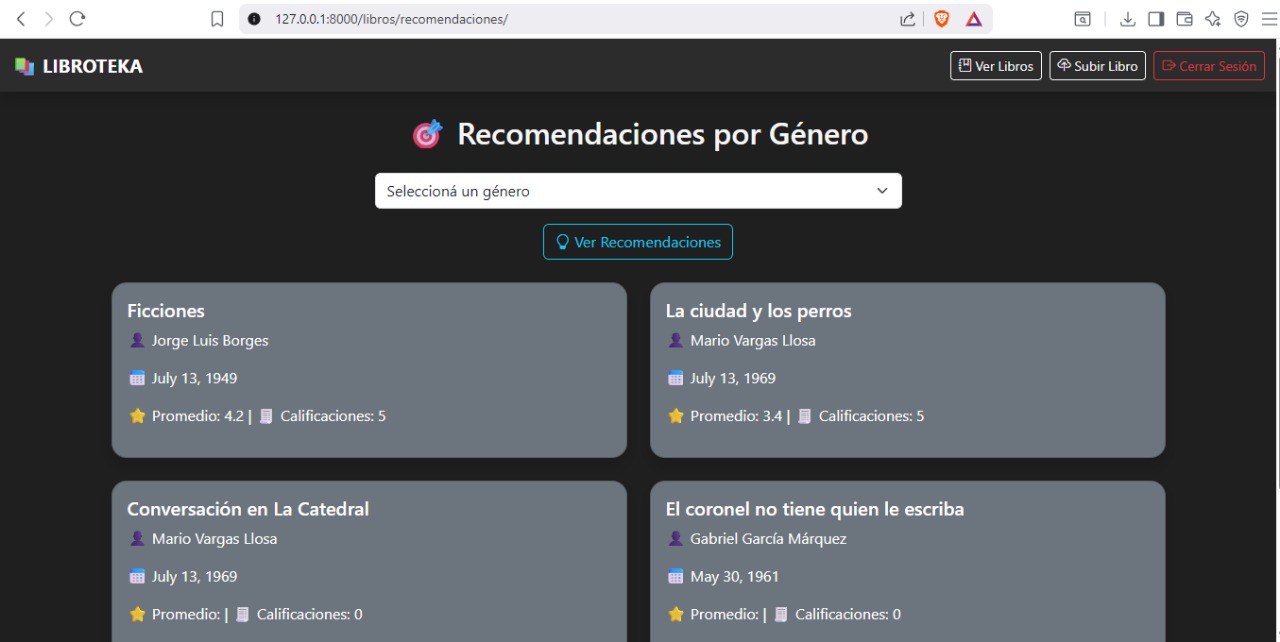 127.0.0.1:8000/libros/recomendaciones/
LIBROTEKA
Ver Libros
Subir Libro
Cerrar Sesión
Recomendaciones por Género
Seleccioná un género
Ver Recomendaciones
Ficciones
Jorge Luis Borges
July 13, 1949
Promedio: 4.2 | Calificaciones: 5
La ciudad y los perros
Mario Vargas Llosa
July 13, 1969
Promedio: 3.4 | Calificaciones: 5
Conversación en La Catedral
Mario Vargas Llosa
July 13, 1969
Promedio: | Calificaciones: 0
El coronel no tiene quien le escriba
Gabriel García Márquez
May 30, 1961
Promedio: | Calificaciones: 0